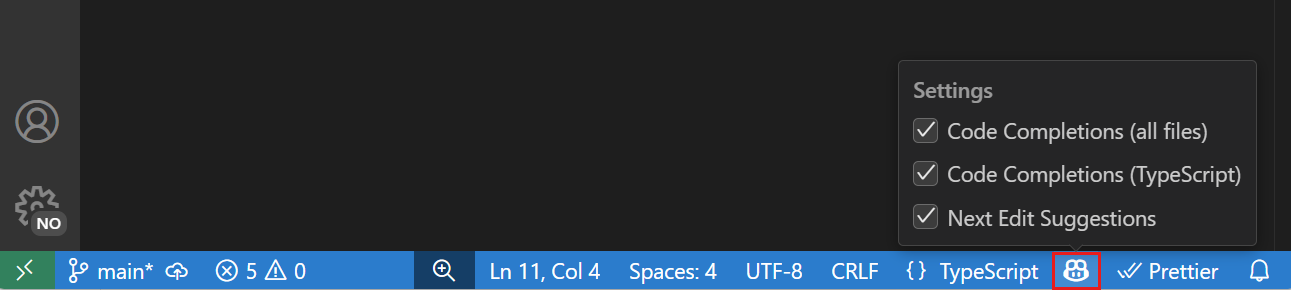 Settings
Code Completions (all files)
Code Completions (TypeScript)
Next Edit Suggestions
NO
main* 5 0 Ln 11, Col 4 Spaces: 4 UTF-8 CRLF {} TypeScript Prettier